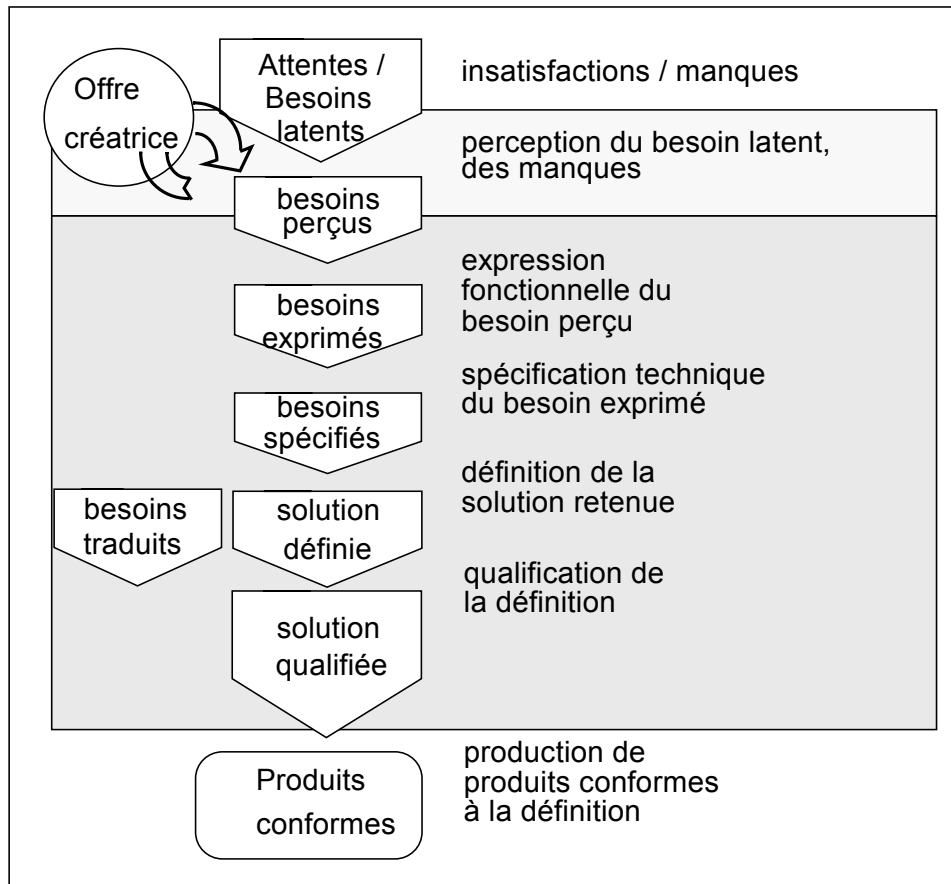 Offre
créatrice
Attentes /
Besoins
latents
insatisfactions / manques
perception du besoin latent,
des manques
besoins
perçus
expression
fonctionnelle du
besoin perçu
besoins
exprimés
spécification technique
du besoin exprimé
besoins
spécifiés
définition de la
solution retenue
besoins
traduits
solution
définie
qualification de
la définition
solution
qualifiée
production de
produits conformes
à la définition
Produits
conformes